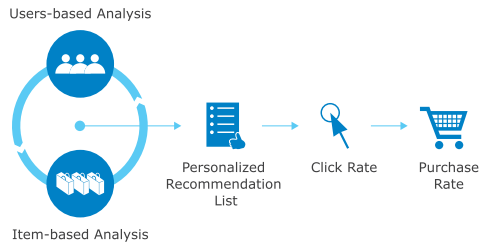 Users-based Analysis
Personalized
Recommendation
List
Click Rate
Purchase
Rate
Item-based Analysis